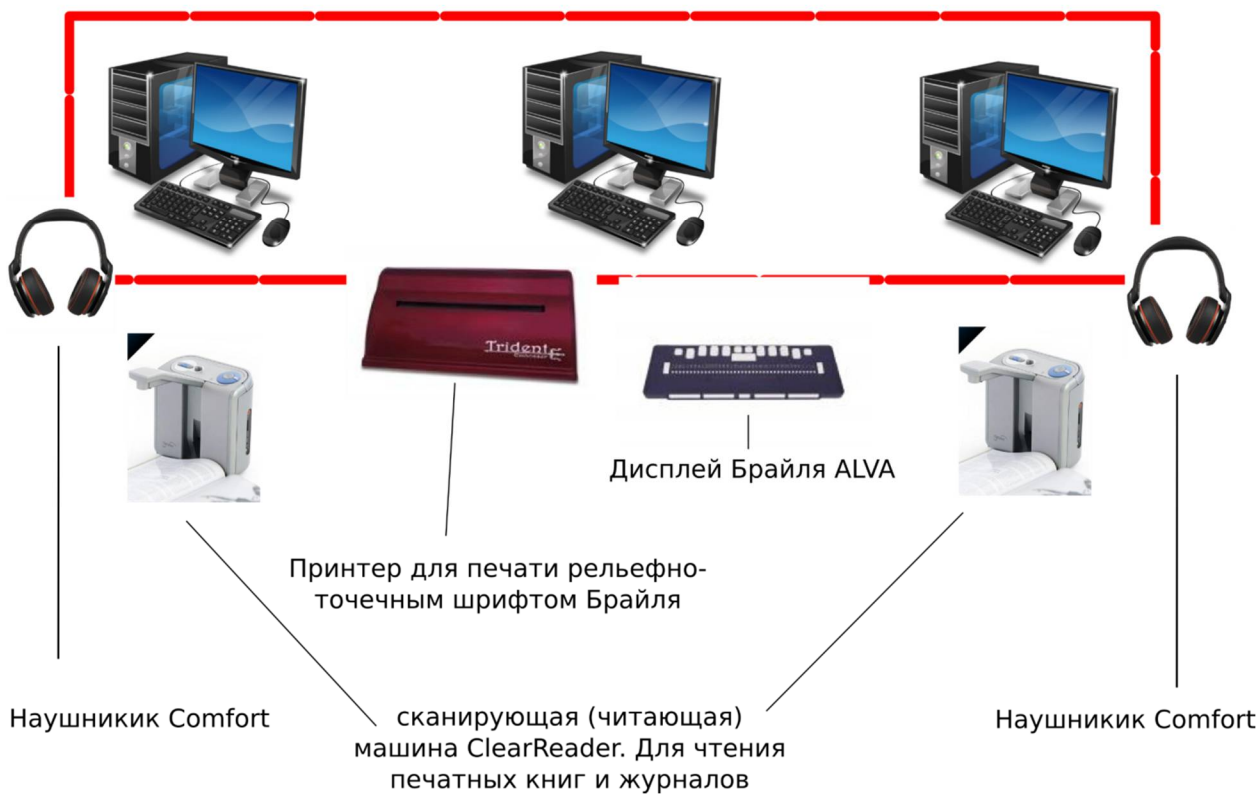 Trident
Дисплей Брайля ALVA
Принтер для печати рельефно-
точечным шрифтом Брайля
Наушникик Comfort
сканирующая (читающая)
машина ClearReader. Для чтения
печатных книг и журналов
Наушникик Comfort